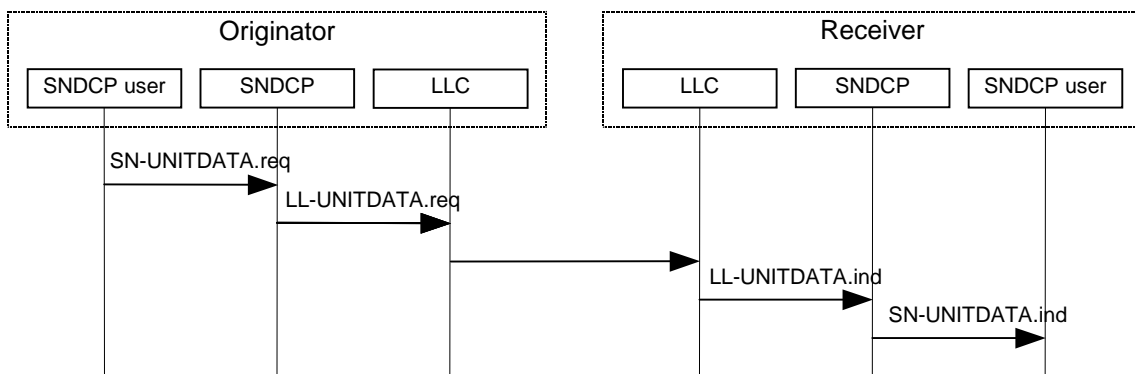 Originator
Receiver
SNDCP user
SNDCP
LLC
LLC
SNDCP
SNDCP user
SN-UNITDATA.req
LL-UNITDATA.req
LL-UNITDATA.ind
SN-UNITDATA.ind